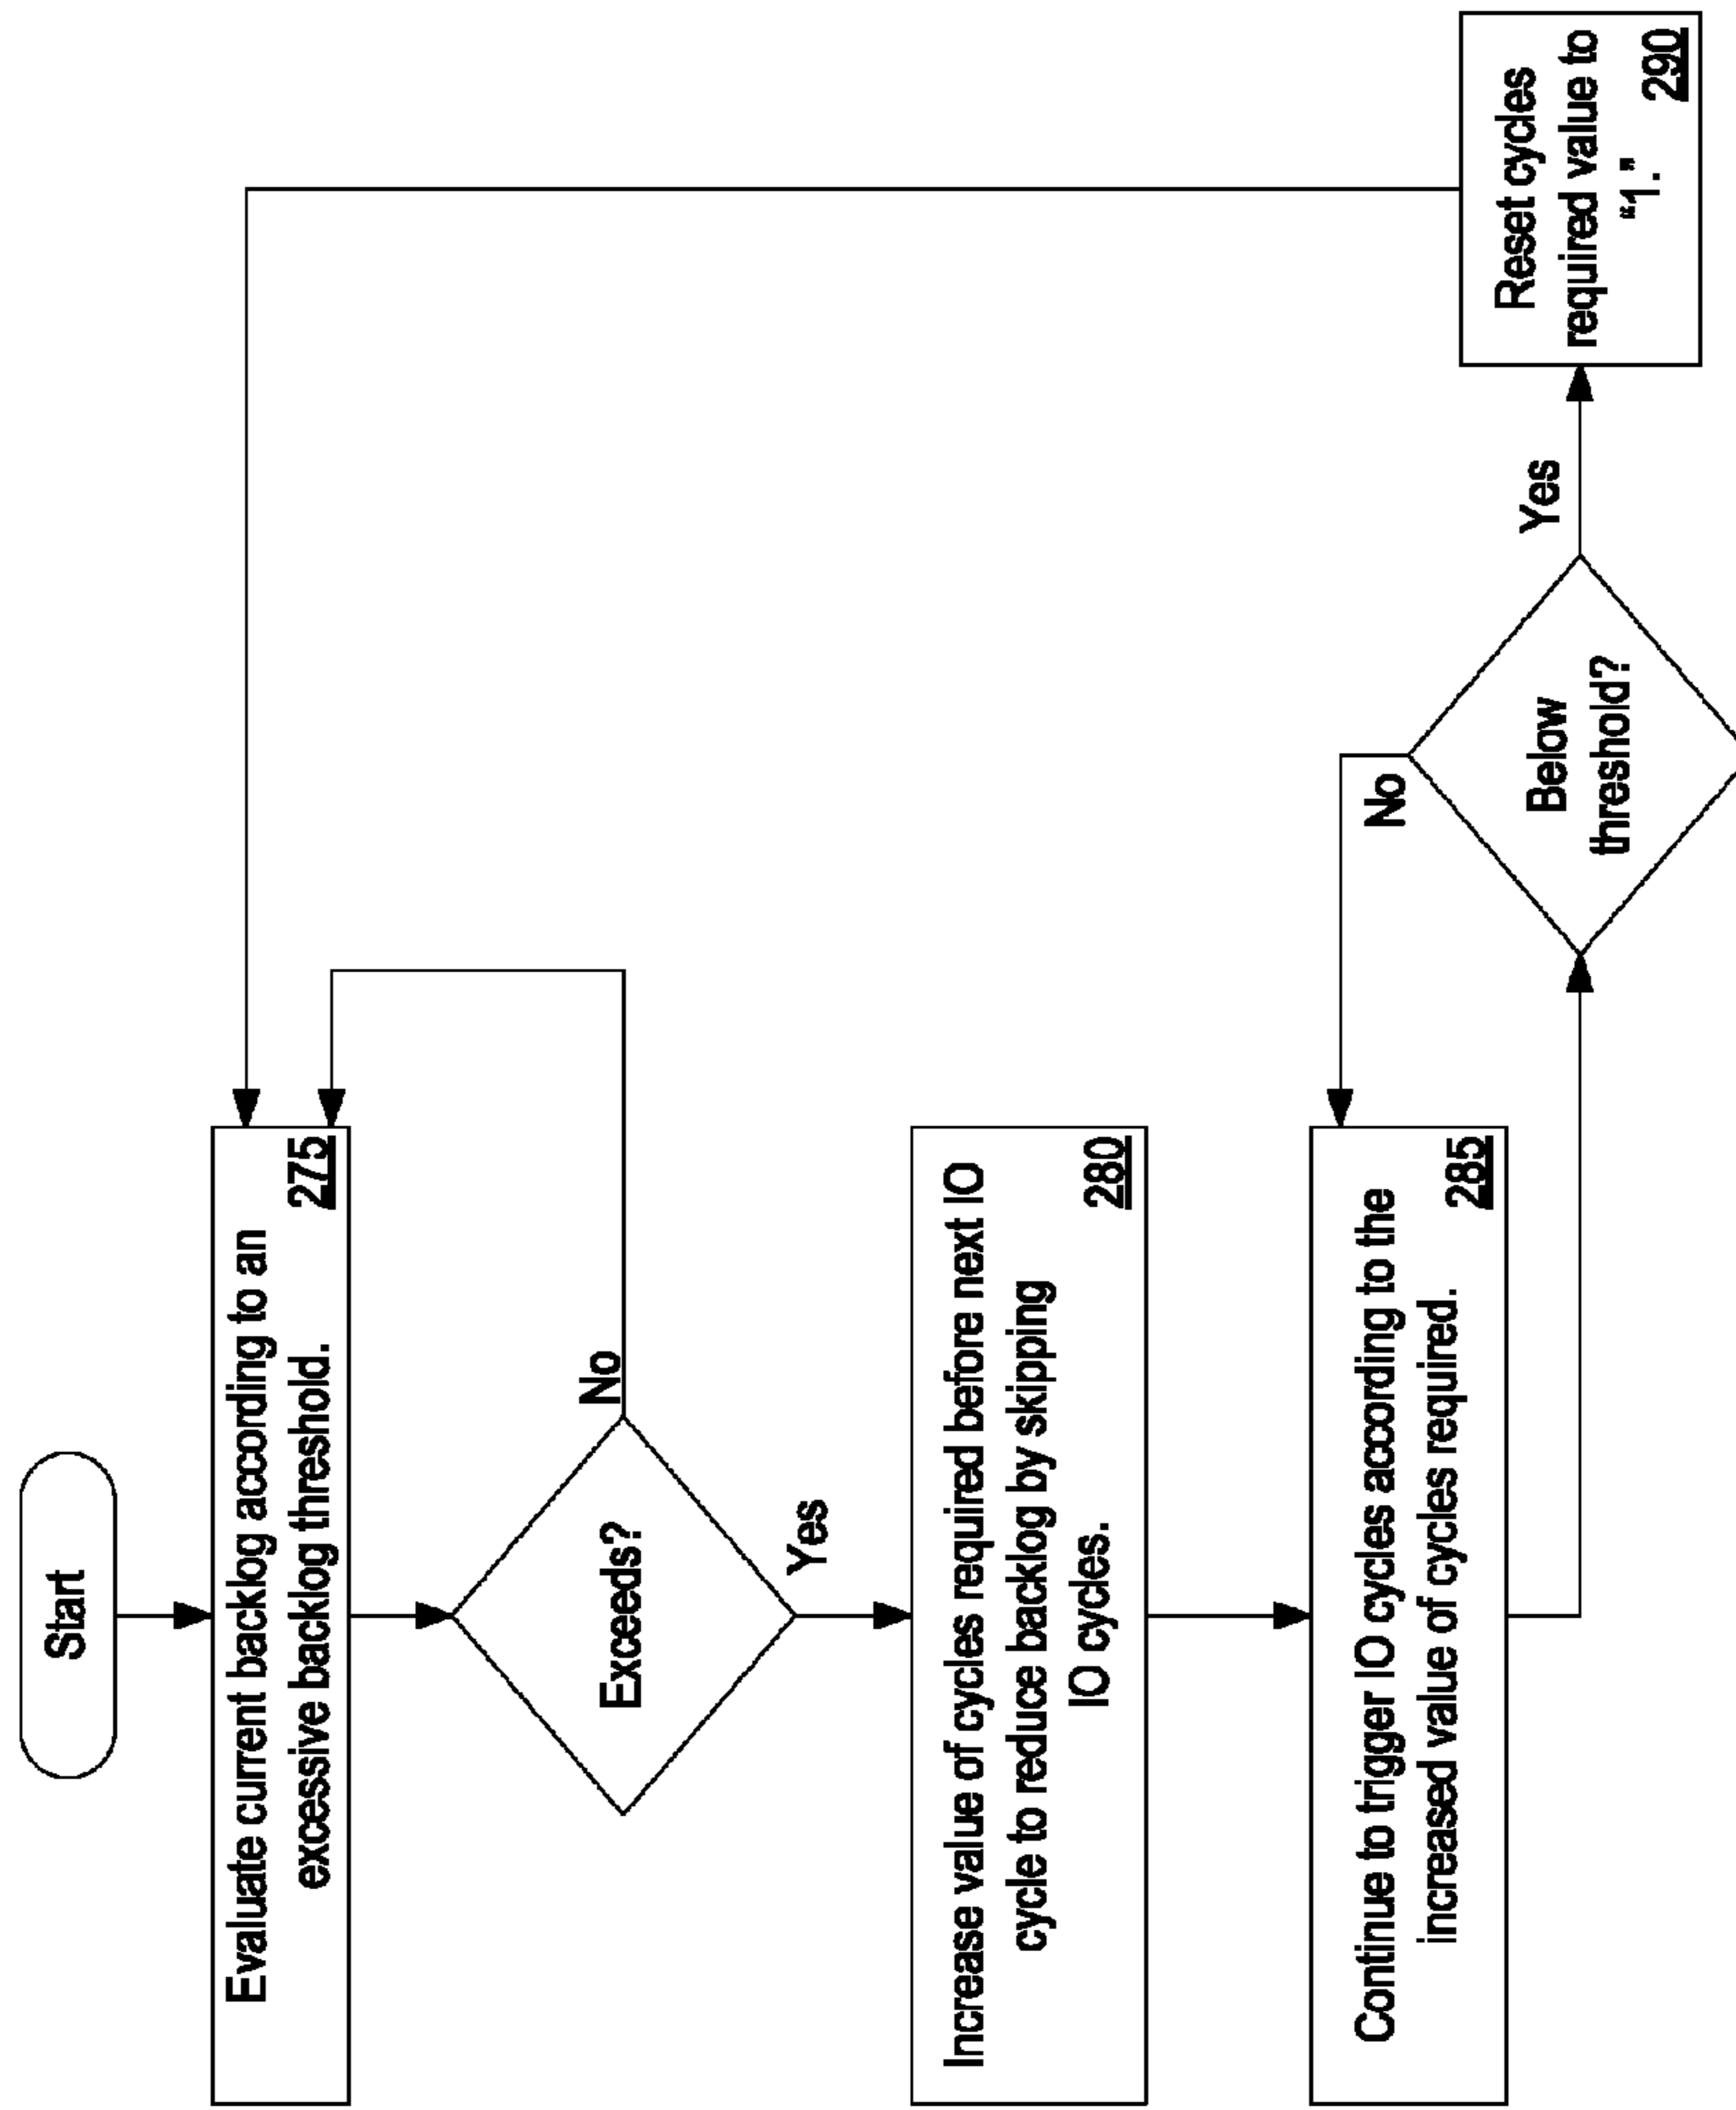 Start
Evaluate current backlog according to an
excessive backlog threshold.
275
Exceeds?
No
Yes
Increase value of cycles required before next IO
cycle to reduce backlog by skipping
IO cycles.
280
Continue to trigger IO cycles according to the
increased value of cycles required.
285
Below
threshold?
No
Yes
Reset cycles
required value to
“1.”
290